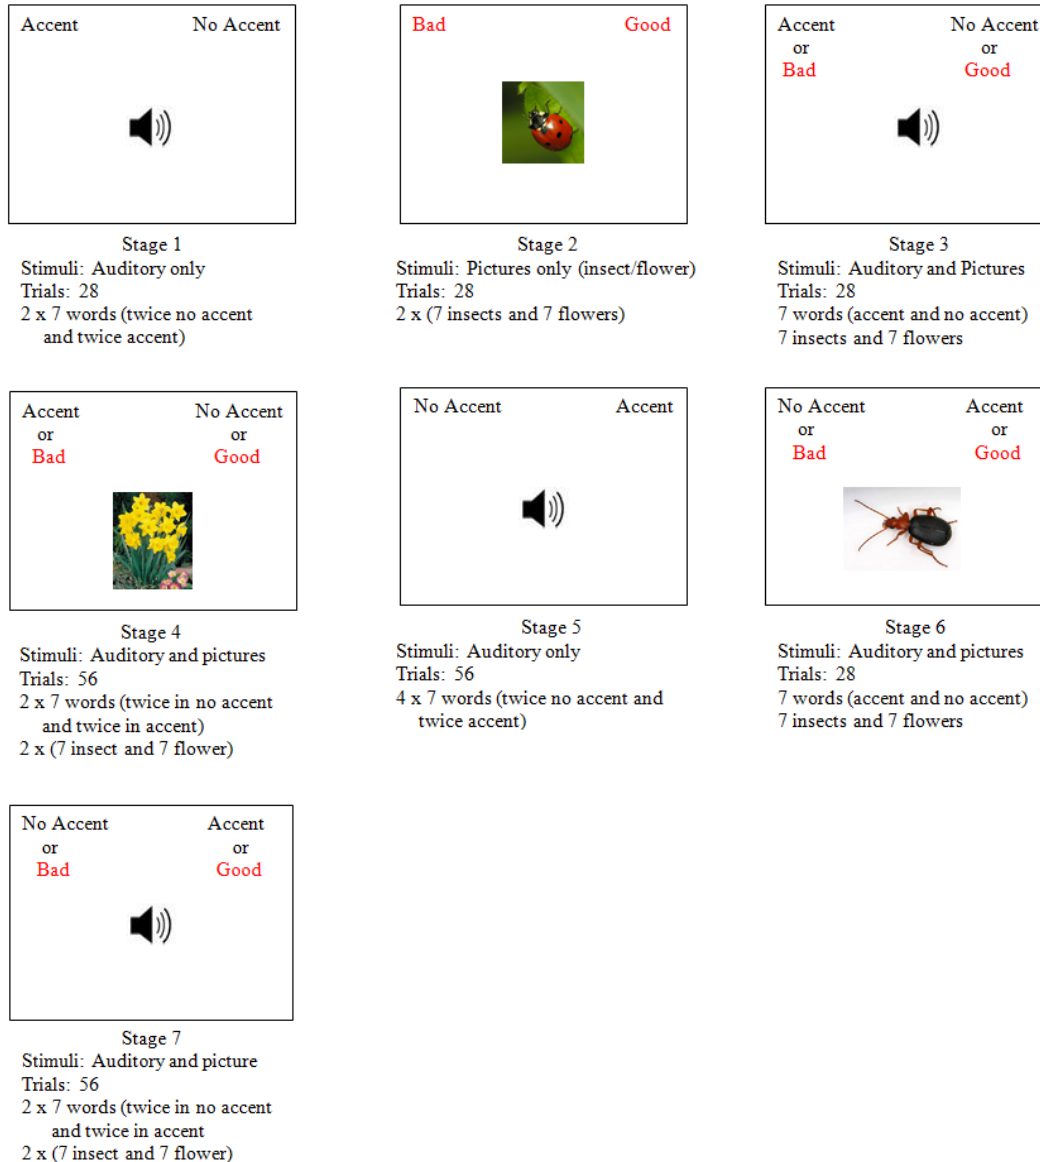 Accent No Accent
Stage 1
Stimuli: Auditory only
Trials: 28
2 x 7 words (twice no accent
and twice accent)
Bad Good
Stage 2
Stimuli: Pictures only (insect/flower)
Trials: 28
2 x (7 insects and 7 flowers)
Accent No Accent
or or
Bad Good
Stage 3
Stimuli: Auditory and Pictures
Trials: 28
7 words (accent and no accent)
7 insects and 7 flowers
Accent No Accent
or or
Bad Good
Stage 4
Stimuli: Auditory and pictures
Trials: 56
2 x 7 words (twice in no accent
and twice in accent)
2 x (7 insect and 7 flower)
No Accent Accent
Stage 5
Stimuli: Auditory only
Trials: 56
4 x 7 words (twice no accent and
twice accent)
No Accent Accent
or or
Bad Good
Stage 6
Stimuli: Auditory and pictures
Trials: 28
7 words (accent and no accent)
7 insects and 7 flowers
No Accent Accent
or or
Bad Good
Stage 7
Stimuli: Auditory and picture
Trials: 56
2 x 7 words (twice in no accent
and twice in accent
2 x (7 insect and 7 flower)